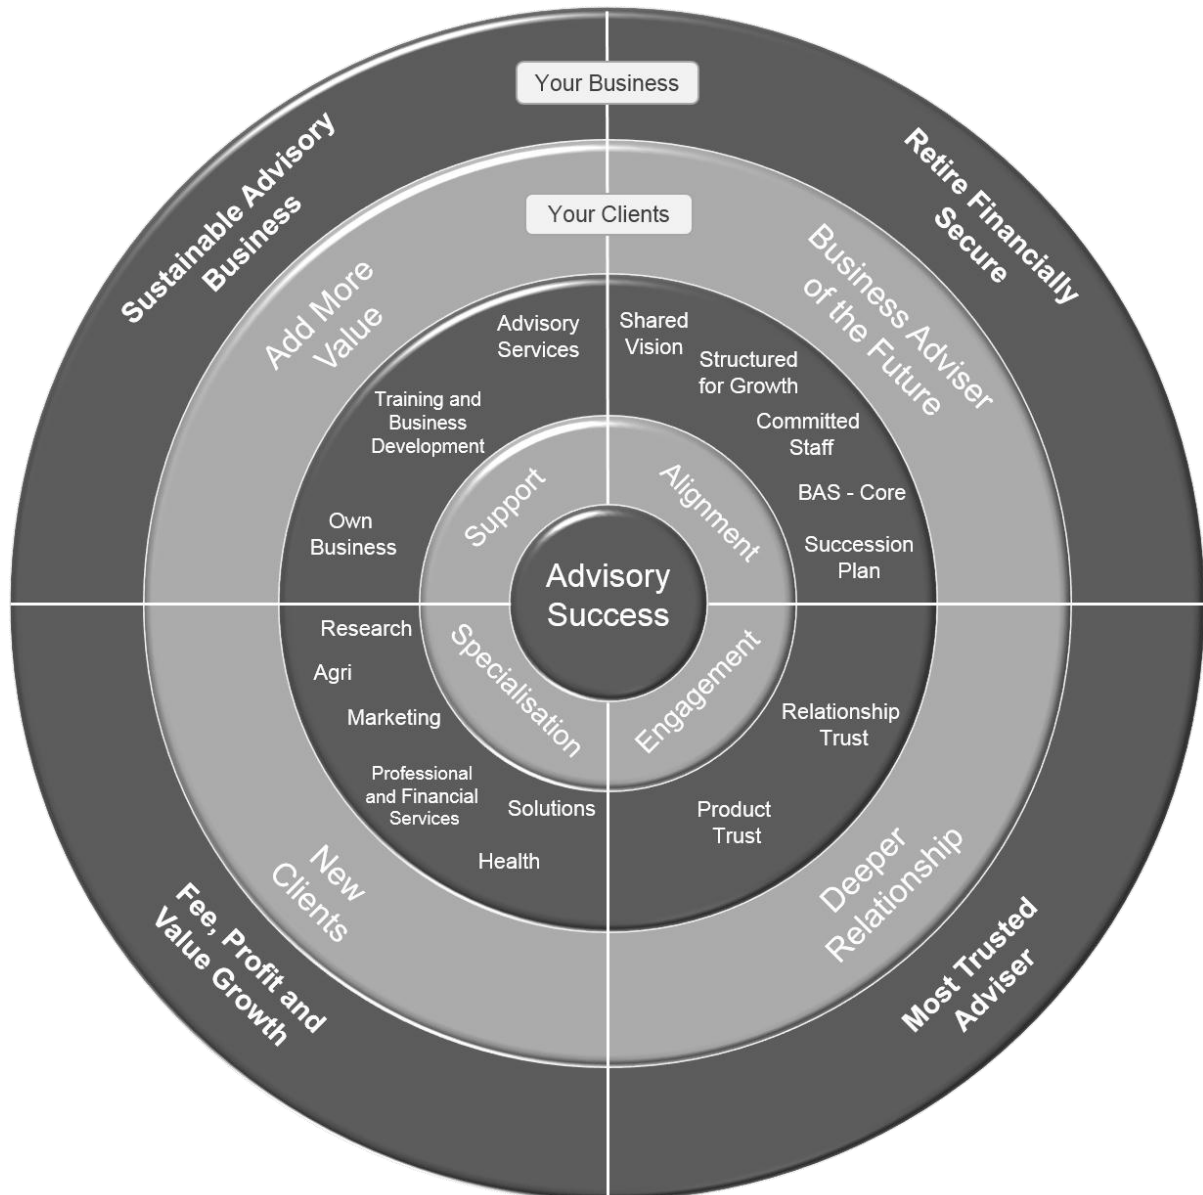 Your Business
Your Clients
Sustainable Advisory
Business
Retire Financially
Secure
Add More
Value
Business Adviser
of the Future
Advisory
Services
Training and
Business
Development
Own
Business
Shared
Vision
Structured
for Growth
Committed
Staff
BAS - Core
Succession
Plan
Support
Alignment
Advisory
Success
Specialisation
Engagement
Research
Agri
Marketing
Professional
and Financial
Services
Solutions
Health
Relationship
Trust
Product
Trust
New
Clients
Deeper
Relationship
Fee, Profit and
Value Growth
Most Trusted
Adviser